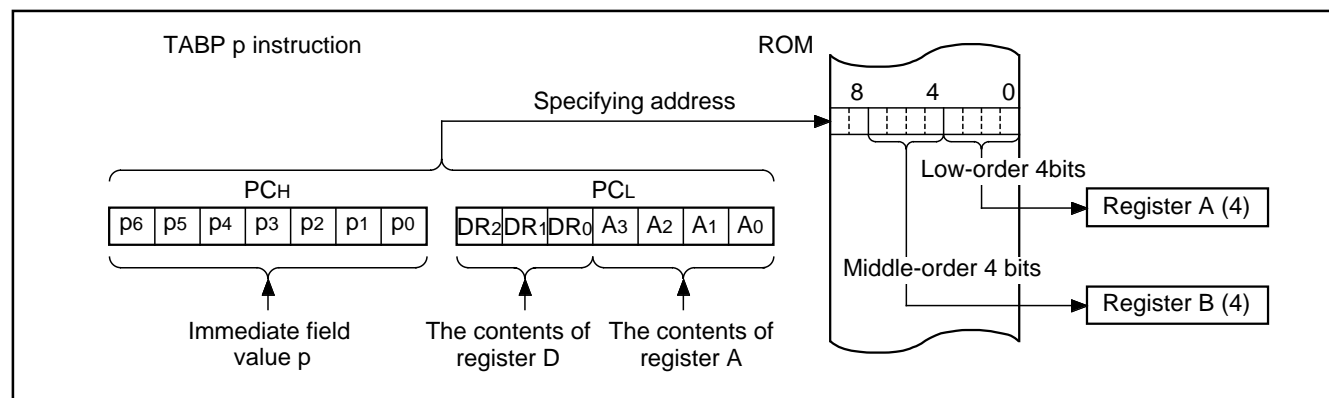 TABP p instruction
ROM
8 4 0
Specifying address
Low-order 4bits
PCH
PCL
p6 p5 p4 p3 p2 p1 p0
DR2 DR1 DR0 A3 A2 A1 A0
Register A (4)
Middle-order 4 bits
Register B (4)
Immediate field
value p
The contents of
register D
The contents of
register A